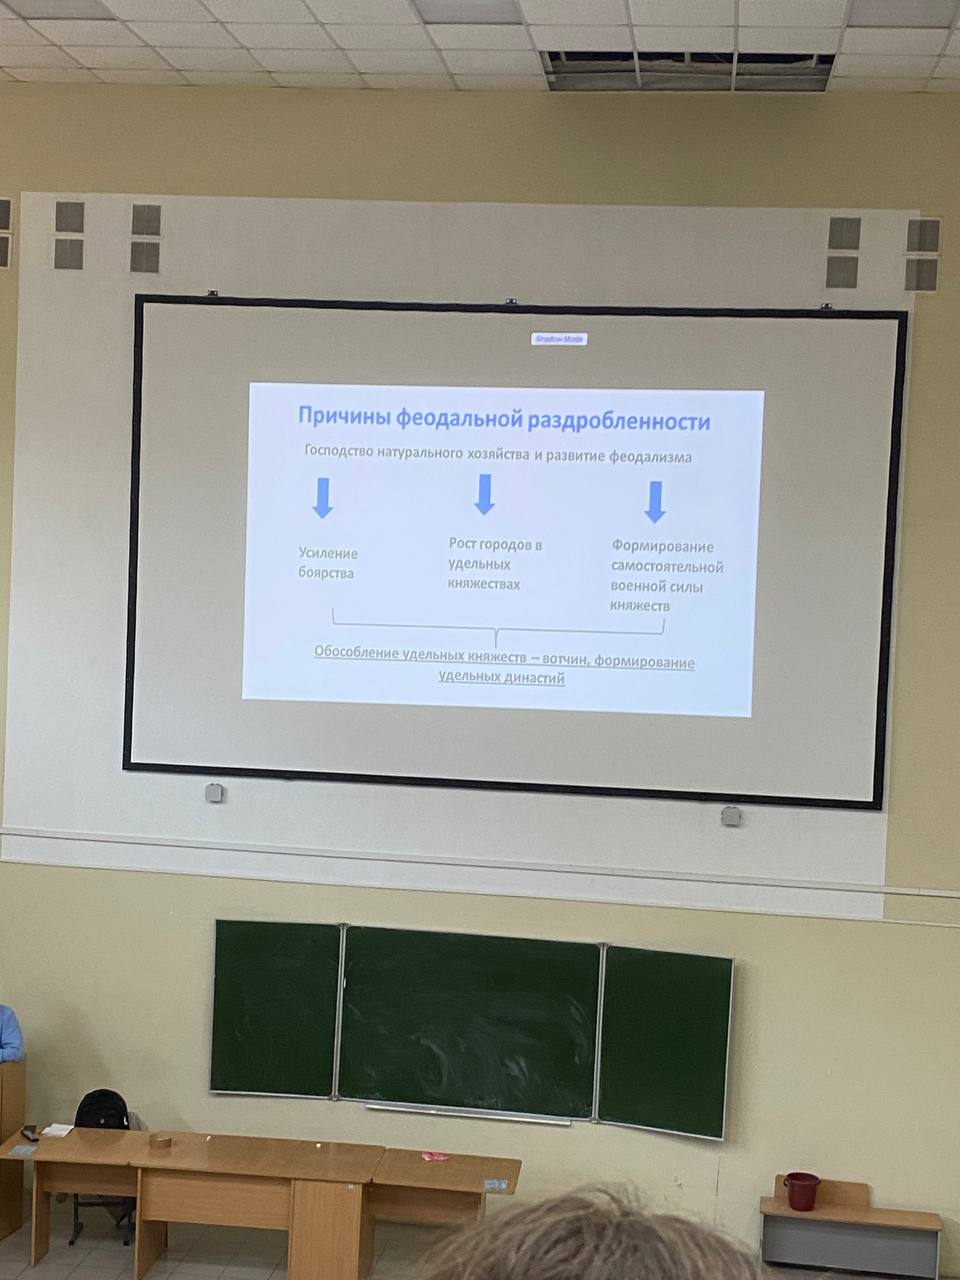 Shadow Mode
Причины феодальной раздробленности
Господство натурального хозяйства и развитие феодализма
Усиление
боярства
Рост городов в
удельных
княжествах
Формирование
самостоятельной
военной силы
княжеств
Обособление удельных княжеств – вотчин, формирование
удельных династий